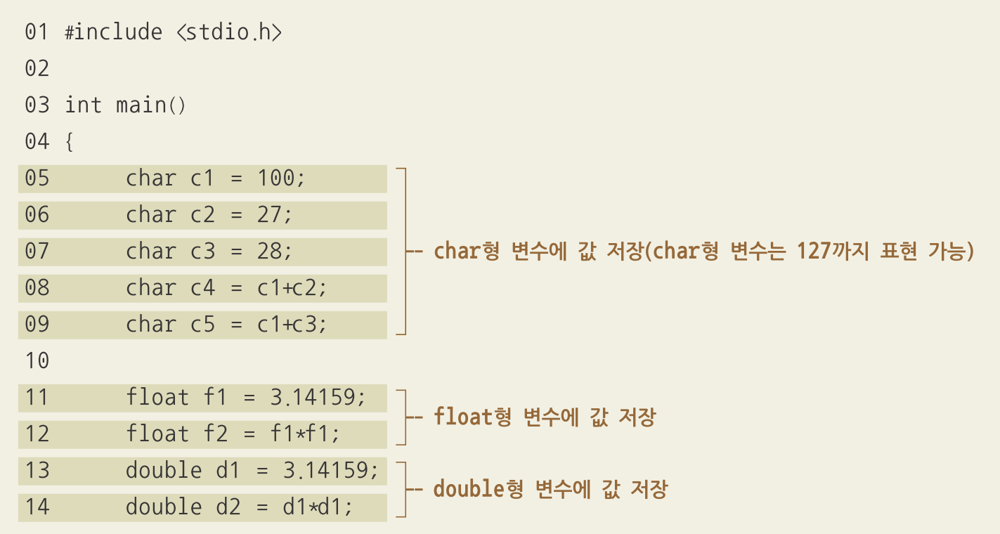 01 #include <stdio.h>
02
03 int main()
04 {
05 char c1 = 100;
06 char c2 = 27;
07 char c3 = 28;
char형 변수에 값 저장(char형 변수는 127까지 표현 가능)
08 char c4 = c1+c2;
09 char c5 = c1+c3;
10
11 float f1 = 3.14159;
float형 변수에 값 저장
12 float f2 = f1*f1;
13 double d1 = 3.14159;
double형 변수에 값 저장
14 double d2 = d1*d1;